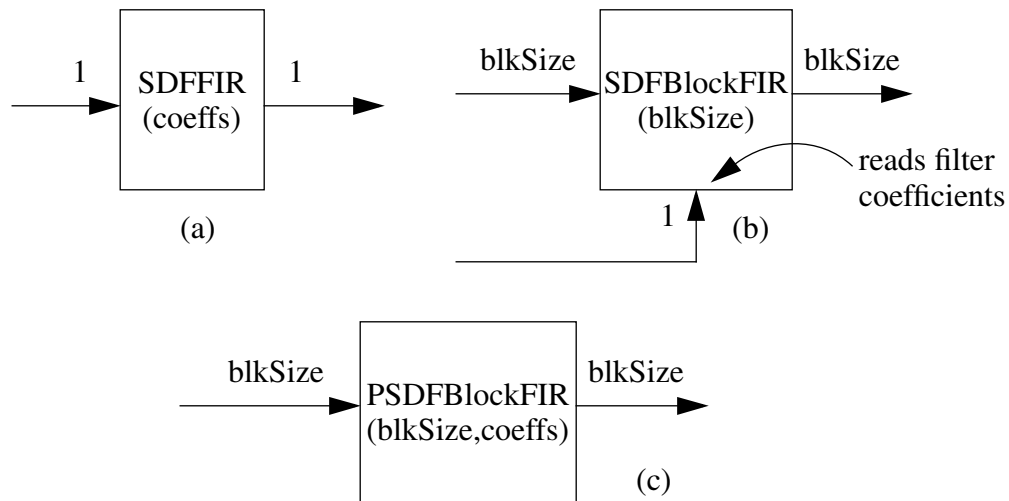 1
SDFFIR
(coeffs)
1
(a)
blkSize
SDFBlockFIR
(blkSize)
blkSize
reads filter
coefficients
1
(b)
blkSize
PSDFBlockFIR
(blkSize,coeffs)
blkSize
(c)